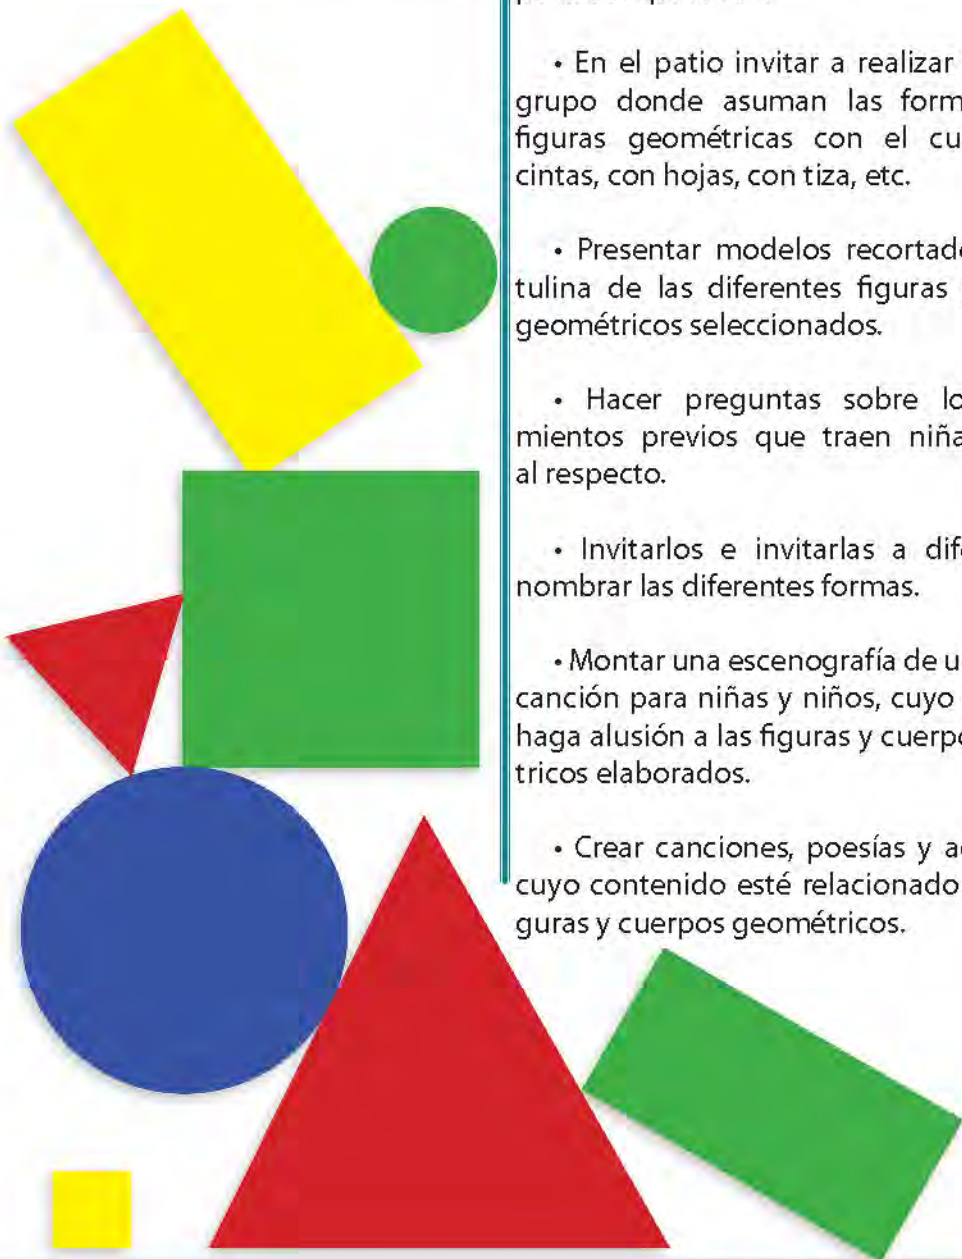 • En el patio invitar a realizar
grupo donde asuman las form
figuras geométricas con el cu
cintas, con hojas, con tiza, etc.
• Presentar modelos recortad
tulina de las diferentes figuras
geométricos seleccionados.
• Hacer preguntas sobre lo
mientos previos que traen niña
al respecto.
• Invitarlos e invitarlas a dif
nombrar las diferentes formas.
• Montar una escenografía de u
canción para niñas y niños, cuyo
haga alusión a las figuras y cuerpo
tricos elaborados.
• Crear canciones, poesías y a
cuyo contenido esté relacionado
guras y cuerpos geométricos.